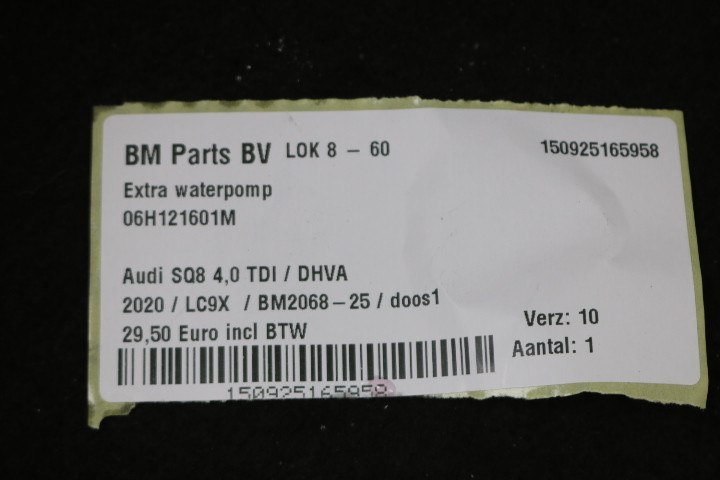 BM Parts BV LOK 8 - 60 150925165958
Extra waterpomp
06H121601M
Audi SQ8 4,0 TDI / DHVA
2020 / LC9X / BM2068-25 / doos1
29,50 Euro incl BTW
Verz: 10
Aantal: 1
150925165958